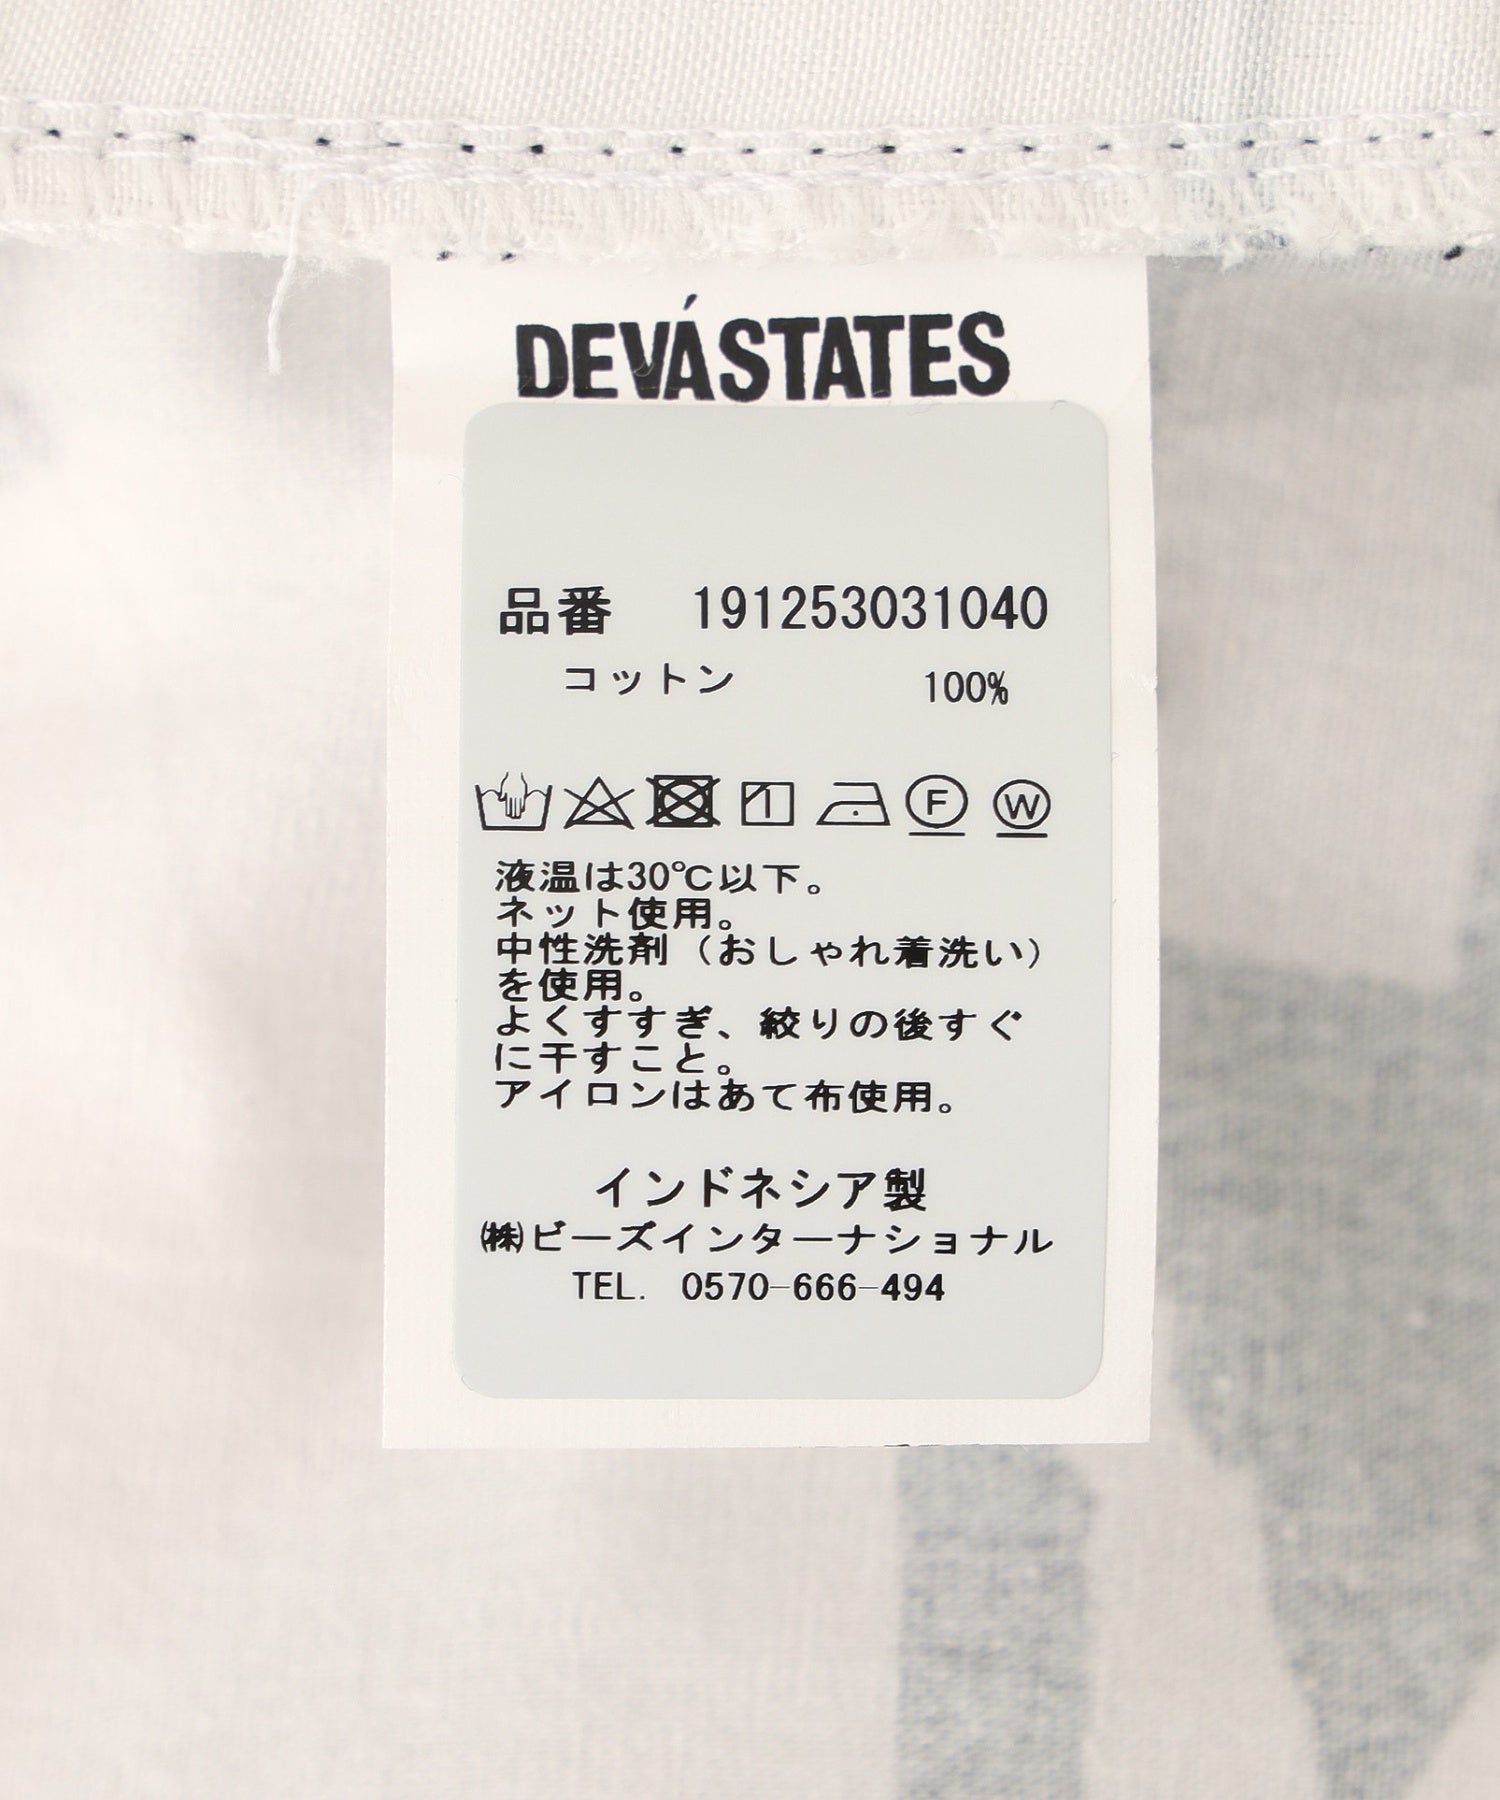 DEVÁSTATES
品番 191253031040
コットン 100%
F W
液温は30℃以下。
ネット使用。
中性洗剤（おしゃれ着洗い）
を使用。
よくすすぎ、絞りの後すぐ
に干すこと。
アイロンはあて布使用。
インドネシア製
㈱ビーズインターナショナル
TEL. 0570-666-494